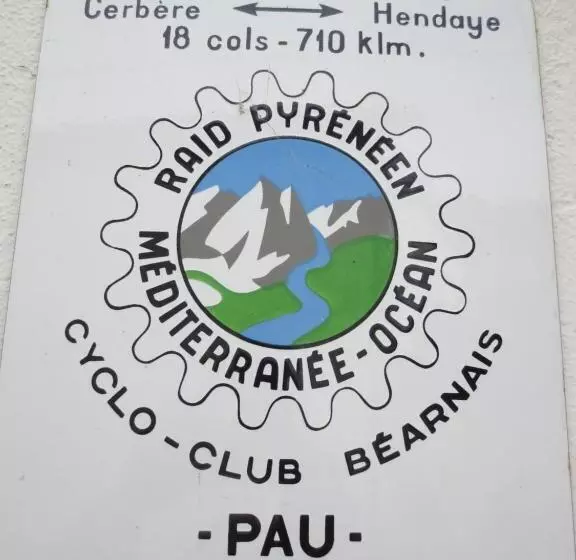 Cerbère ⟷ Hendaye
18 cols - 710 klm.
RAID PYRÉNÉEN
MÉDITERRANÉE - OCÉAN
CYCLO - CLUB BÉARNAIS
- PAU -